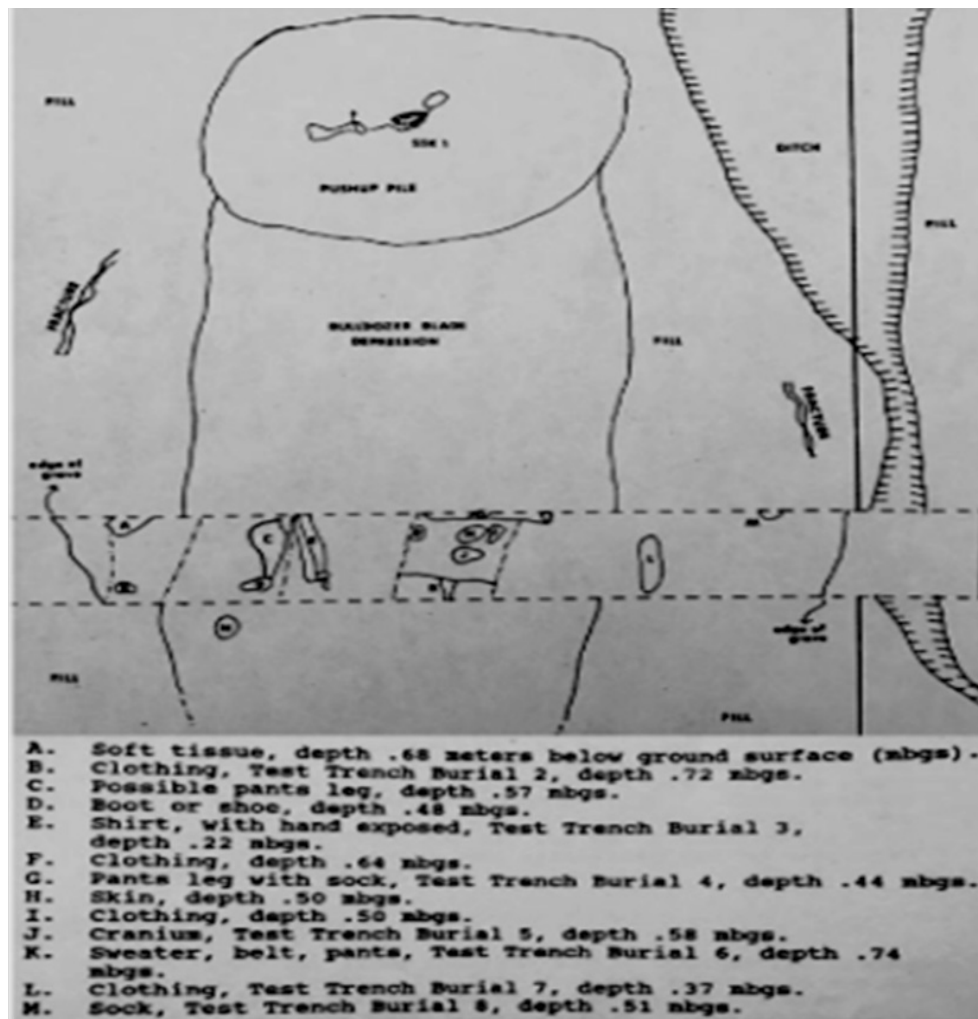 FILL
SSK 1
DITCH
PUSHUP PILE
FILL
FRACTURE
BULLDOZER BLADE
DEPRESSION
FILL
FRACTURE
edge of
grave
A
C
edge of
grave
FILL
FILL
A. Soft tissue, depth .68 meters below ground surface (mbgs).
B. Clothing, Test Trench Burial 2, depth .72 mbgs.
C. Possible pants leg, depth .57 mbgs.
D. Boot or shoe, depth .48 mbgs.
E. Shirt, with hand exposed, Test Trench Burial 3,
depth .22 mbgs.
F. Clothing, depth .64 mbgs.
G. Pants leg with sock, Test Trench Burial 4, depth .44 mbgs.
H. Skin, depth .50 mbgs.
I. Clothing, depth .50 mbgs.
J. Cranium, Test Trench Burial 5, depth .58 mbgs.
K. Sweater, belt, pants, Test Trench Burial 6, depth .74
mbgs.
L. Clothing, Test Trench Burial 7, depth .37 mbgs.
M. Sock, Test Trench Burial 8, depth .51 mbgs.